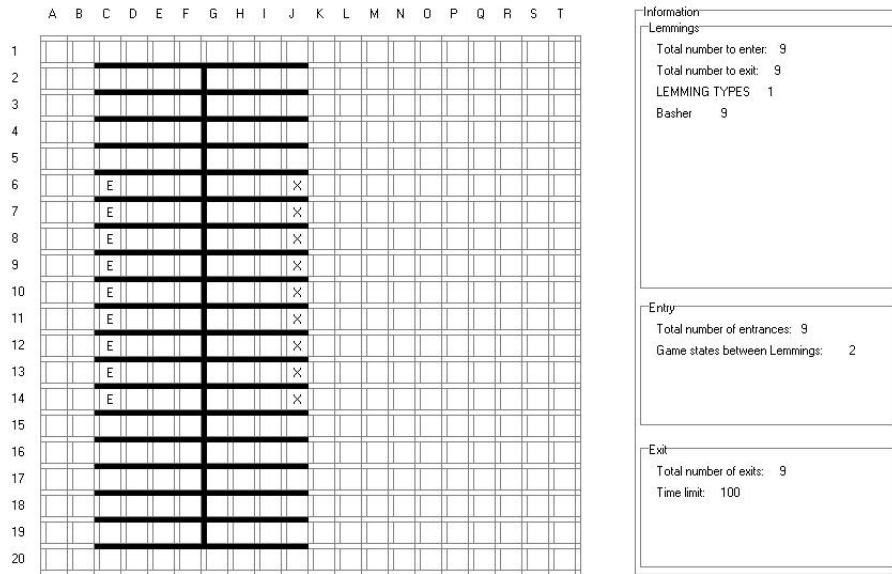 A B C D E F G H I J K L M N O P Q R S T
1
2
3
4
5
6 E X
7 E X
8 E X
9 E X
10 E X
11 E X
12 E X
13 E X
14 E X
15
16
17
18
19
20
Information
Lemmings
Total number to enter: 9
Total number to exit: 9
LEMMING TYPES 1
Basher 9
Entry
Total number of entrances: 9
Game states between Lemmings: 2
Exit
Total number of exits: 9
Time limit: 100